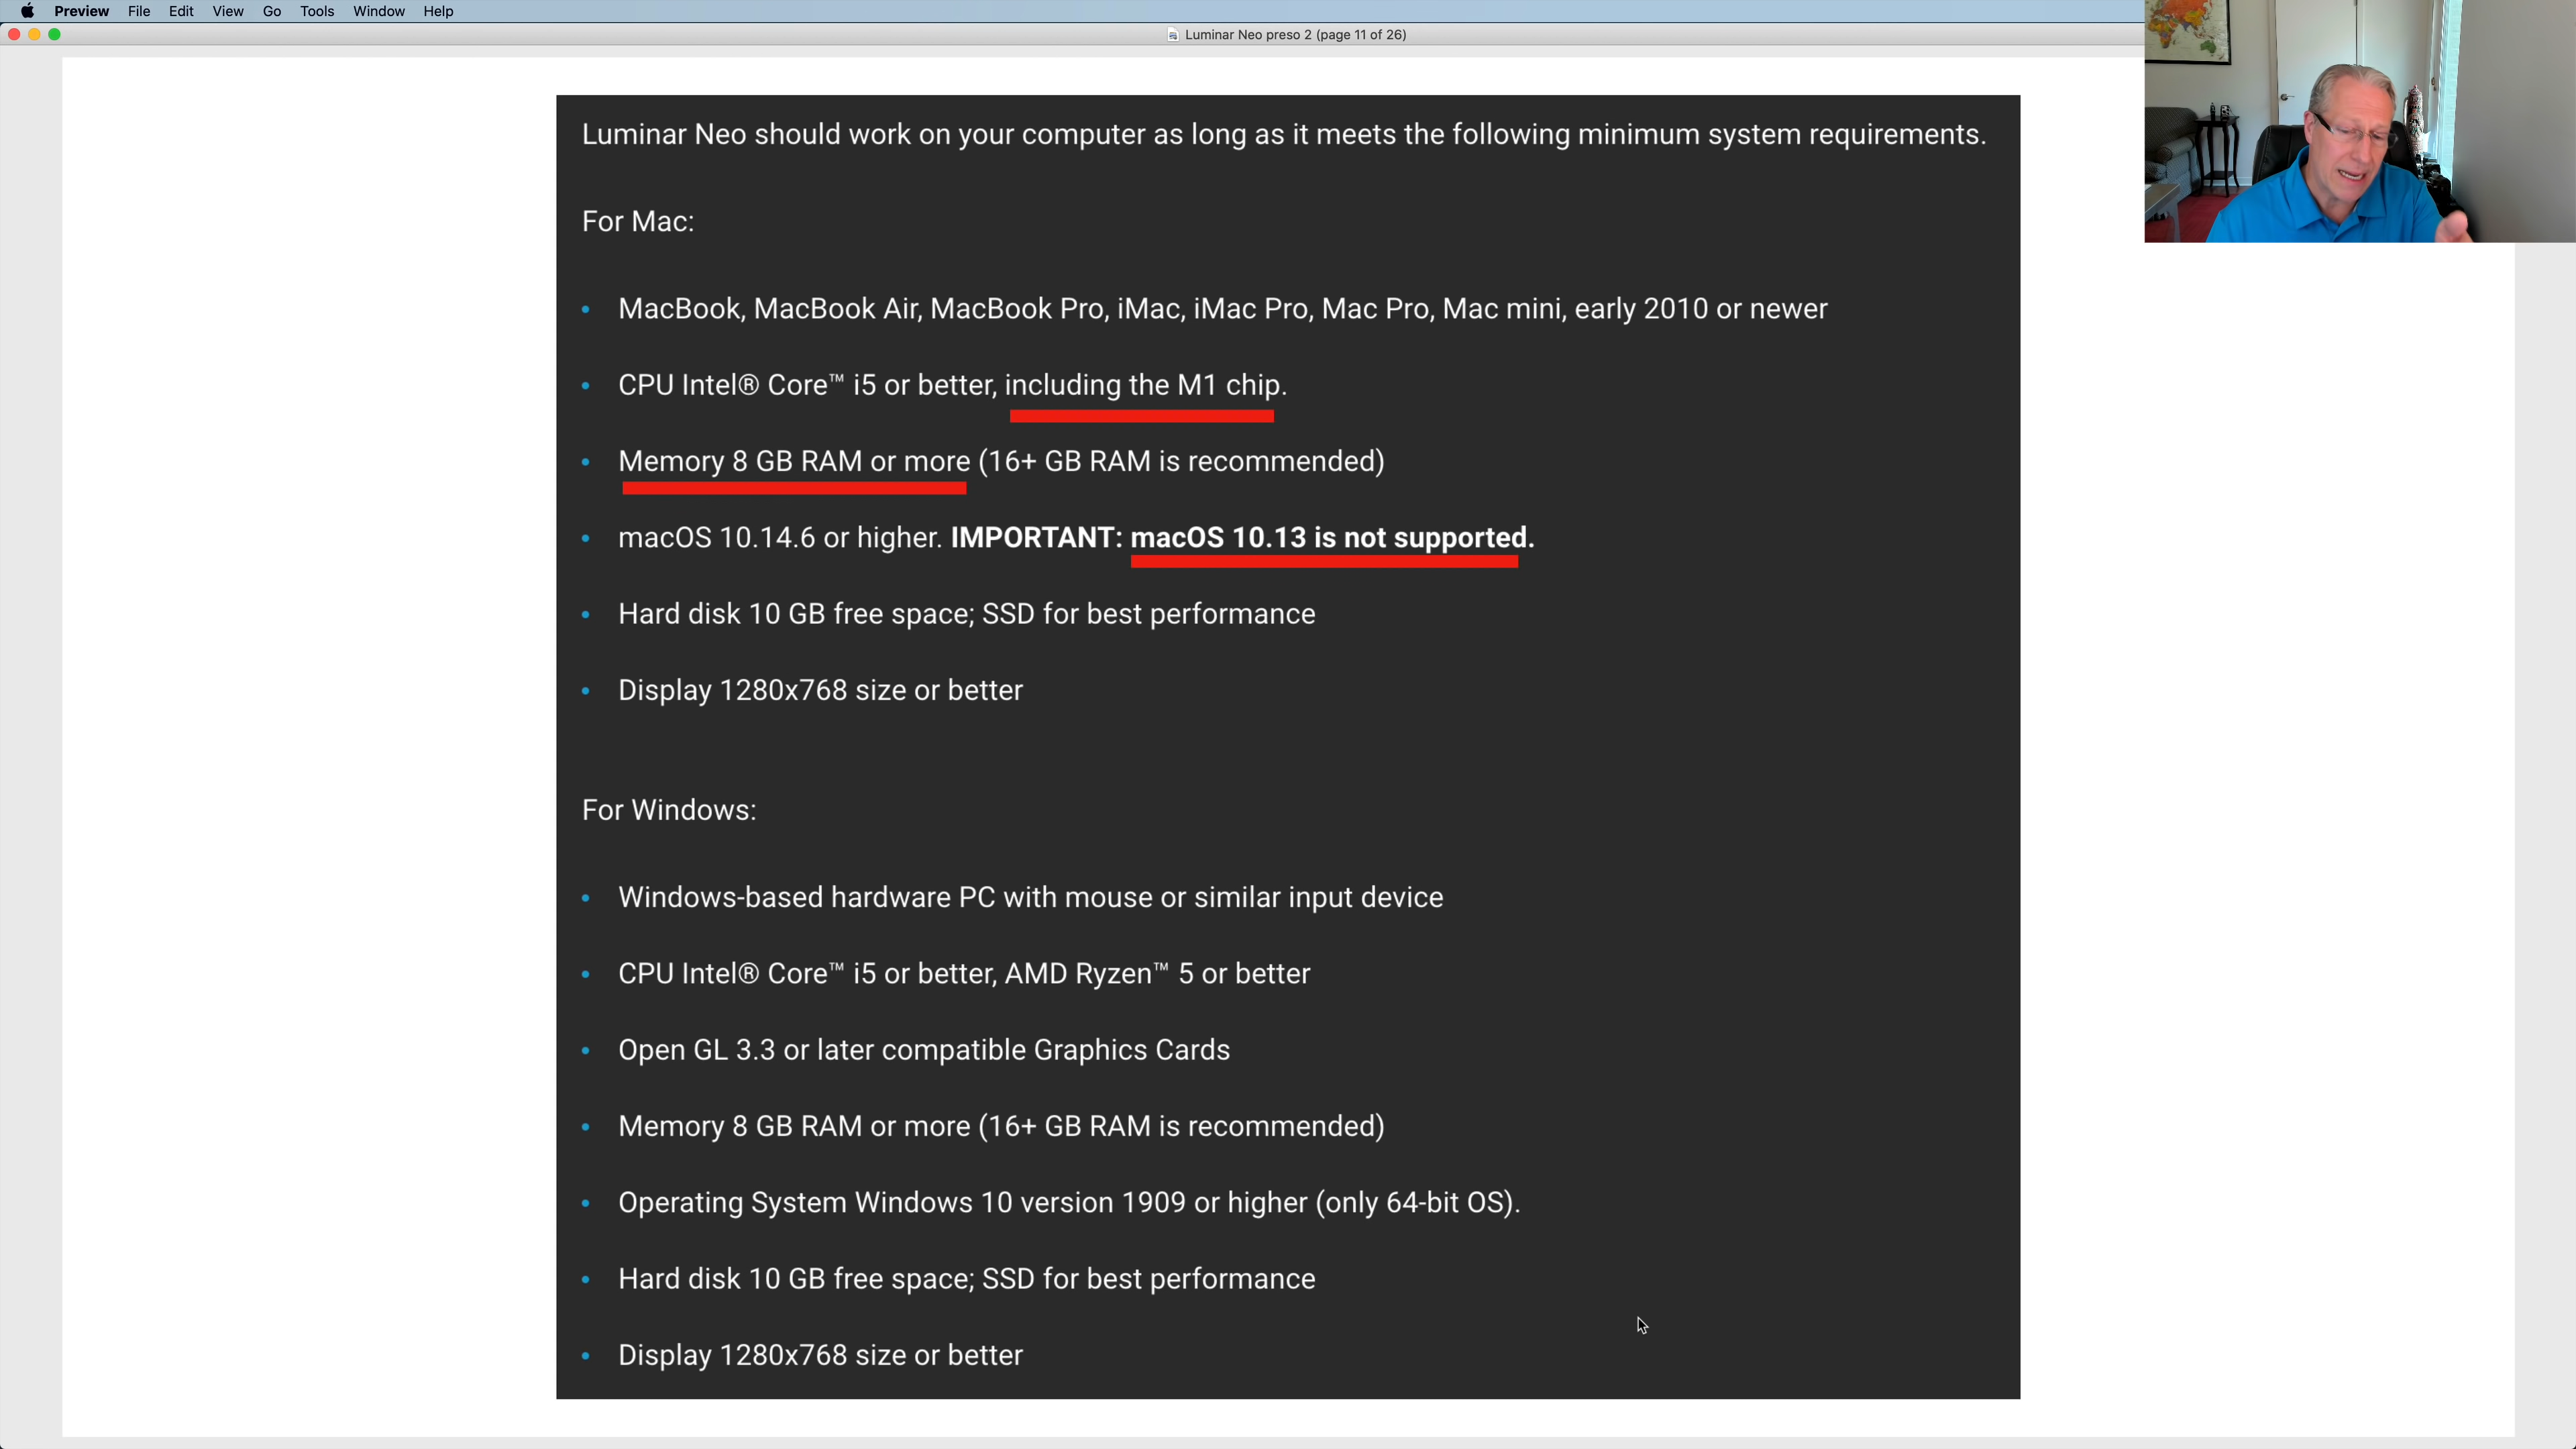 Preview File Edit View Go Tools Window Help
Luminar Neo preso 2 (page 11 of 26)
Luminar Neo should work on your computer as long as it meets the following minimum system requirements.
For Mac:
• MacBook, MacBook Air, MacBook Pro, iMac, iMac Pro, Mac Pro, Mac mini, early 2010 or newer
• CPU Intel® Core™ i5 or better, including the M1 chip.
• Memory 8 GB RAM or more (16+ GB RAM is recommended)
• macOS 10.14.6 or higher. IMPORTANT: macOS 10.13 is not supported.
• Hard disk 10 GB free space; SSD for best performance
• Display 1280x768 size or better
For Windows:
• Windows-based hardware PC with mouse or similar input device
• CPU Intel® Core™ i5 or better, AMD Ryzen™ 5 or better
• Open GL 3.3 or later compatible Graphics Cards
• Memory 8 GB RAM or more (16+ GB RAM is recommended)
• Operating System Windows 10 version 1909 or higher (only 64-bit OS).
• Hard disk 10 GB free space; SSD for best performance
• Display 1280x768 size or better